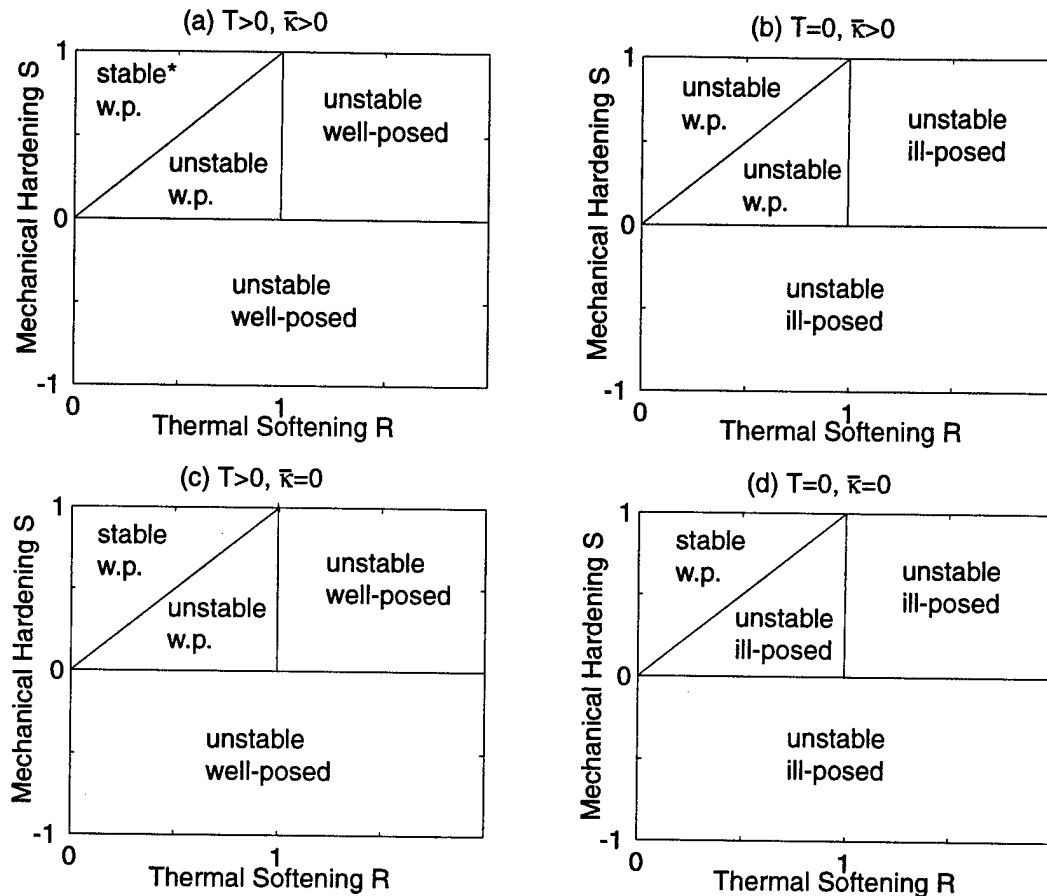 (a) T>0, κ̄>0
Mechanical Hardening S
1
0
-1
stable*
w.p.
unstable
w.p.
unstable
well-posed
unstable
well-posed
0
1
Thermal Softening R
(b) T=0, κ̄>0
Mechanical Hardening S
1
0
-1
unstable
w.p.
unstable
w.p.
unstable
ill-posed
unstable
ill-posed
0
1
Thermal Softening R
(c) T>0, κ̄=0
Mechanical Hardening S
1
0
-1
stable
w.p.
unstable
w.p.
unstable
well-posed
unstable
well-posed
0
1
Thermal Softening R
(d) T=0, κ̄=0
Mechanical Hardening S
1
0
-1
stable
w.p.
unstable
ill-posed
unstable
ill-posed
unstable
ill-posed
0
1
Thermal Softening R